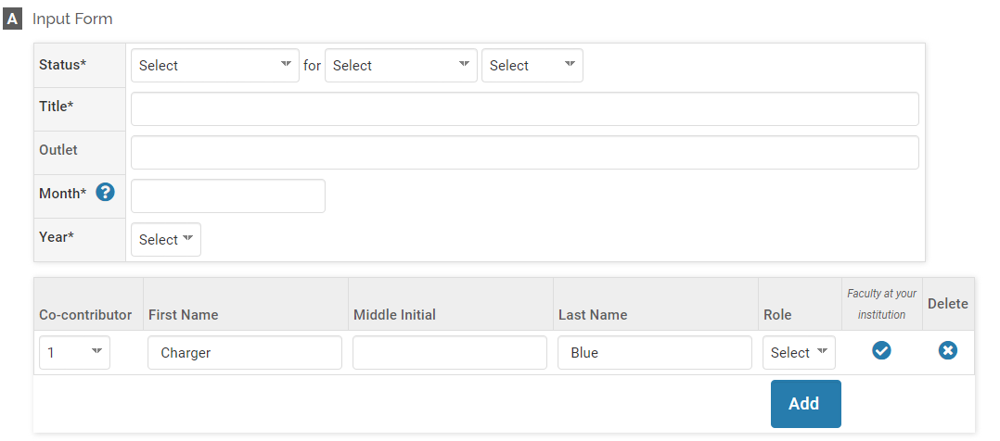 A Input Form
Status* Select for Select Select
Title*
Outlet
Month* ?
Year* Select
Co-contributor First Name Middle Initial Last Name Role Faculty at your institution Delete
1 Charger Blue Select
Add